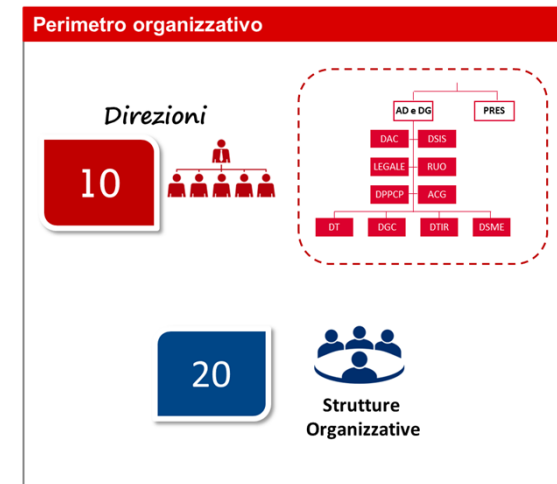 Perimetro organizzativo
Direzioni
10
AD e DG
PRES
DAC
DSIS
LEGALE
RUO
DPPCP
ACG
DT
DGC
DTIR
DSME
20
Strutture
Organizzative